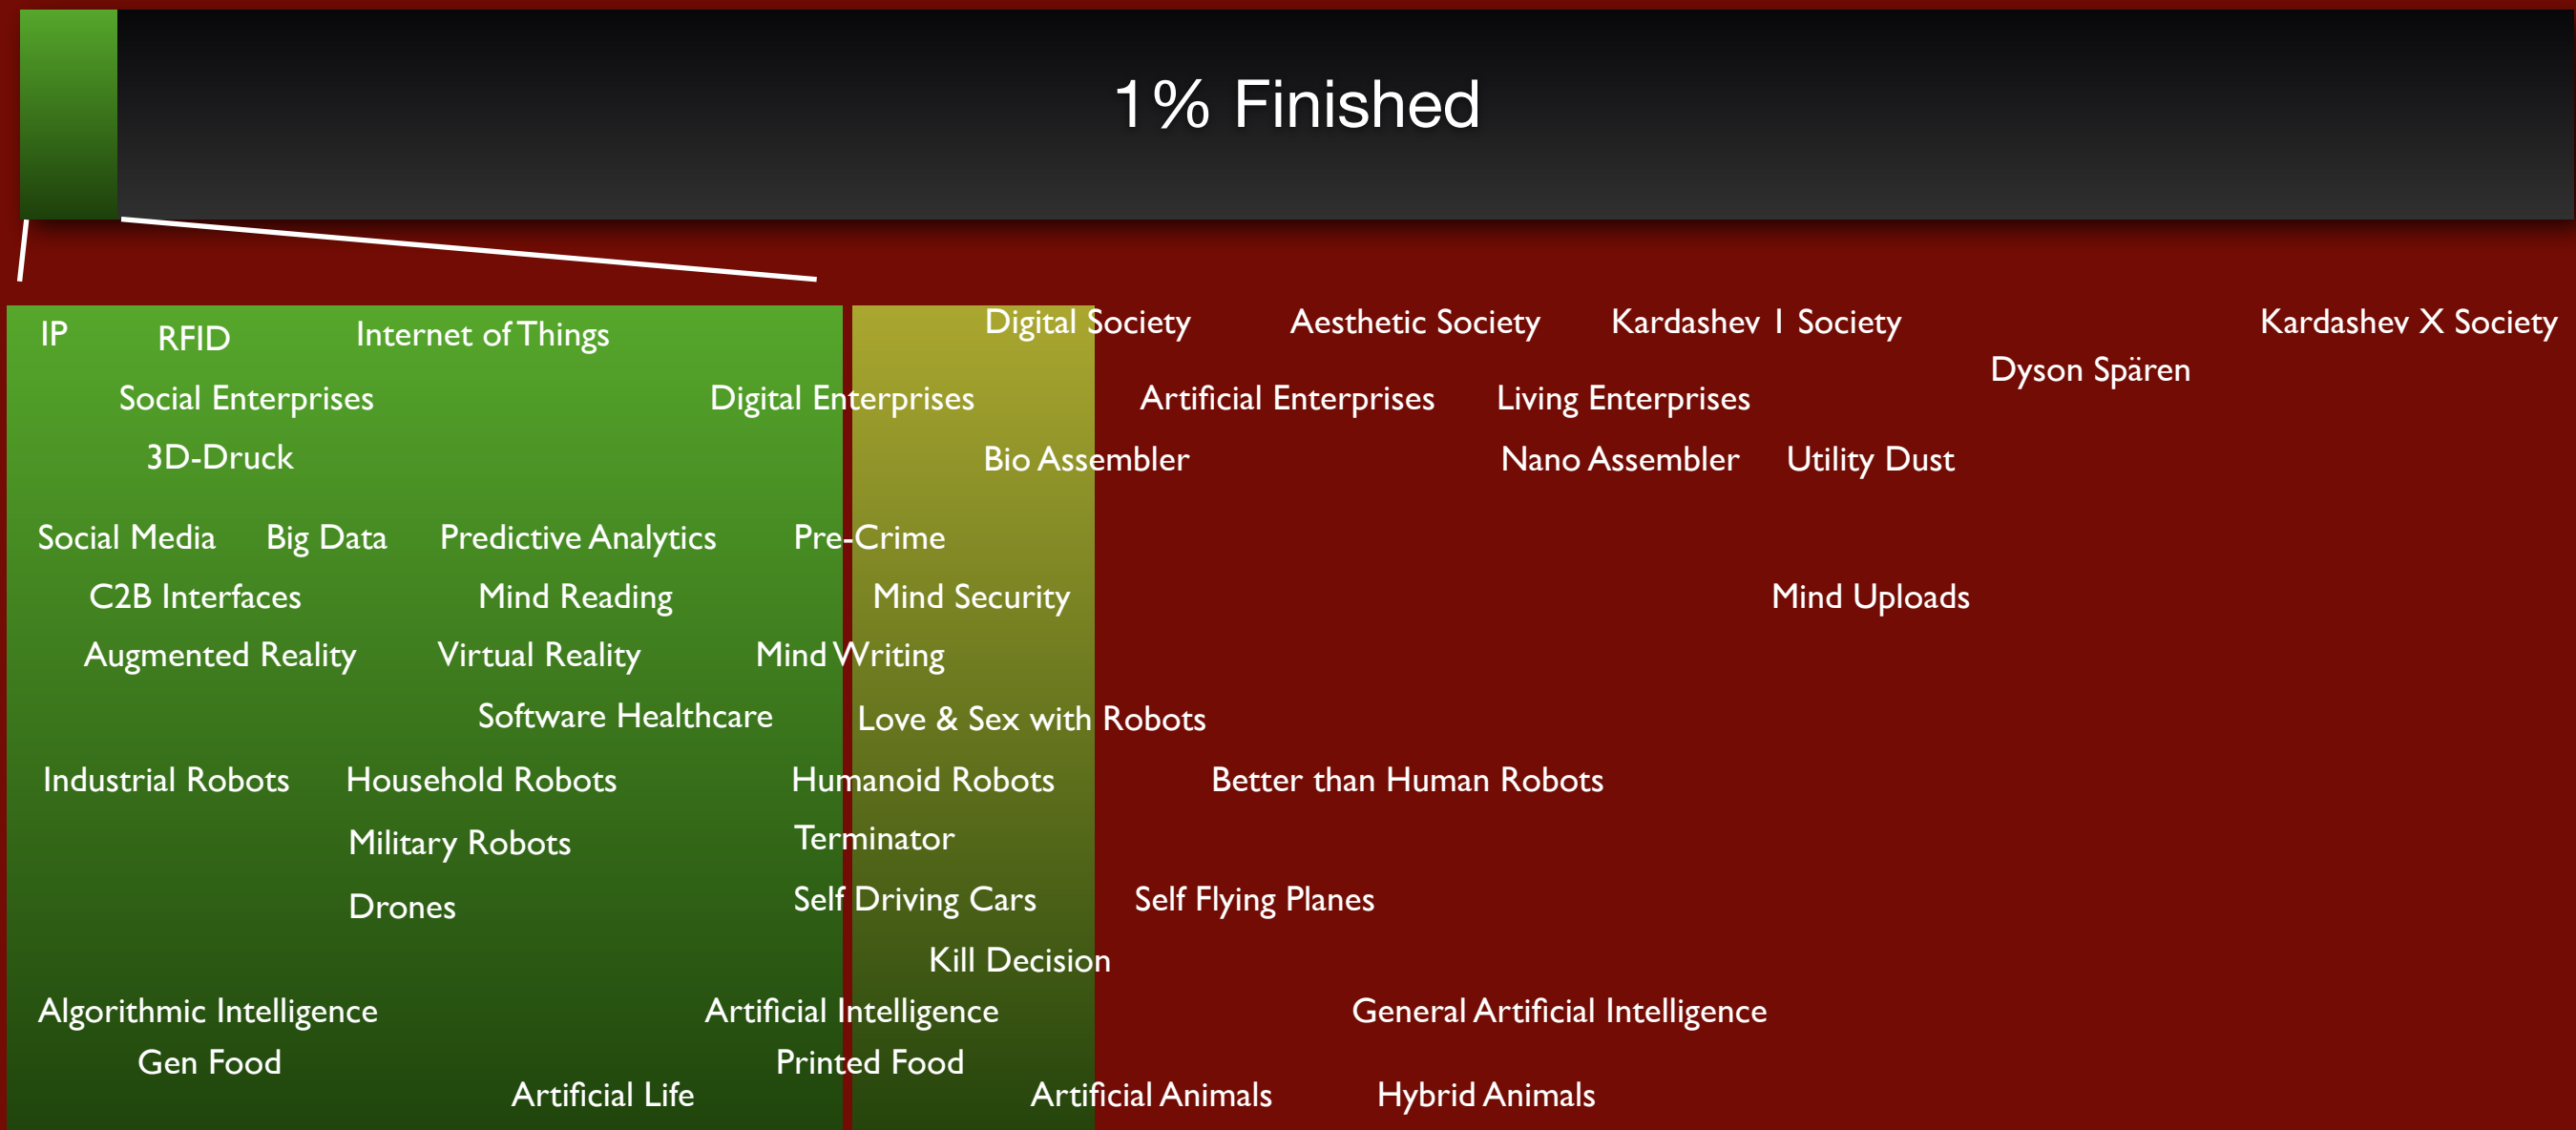 1% Finished
IP RFID Internet of Things Digital Society Aesthetic Society Kardashev 1 Society Kardashev X Society
Dyson Spären
Social Enterprises Digital Enterprises Artificial Enterprises Living Enterprises
3D-Druck Bio Assembler Nano Assembler Utility Dust
Social Media Big Data Predictive Analytics Pre-Crime
C2B Interfaces Mind Reading Mind Security Mind Uploads
Augmented Reality Virtual Reality Mind Writing
Software Healthcare Love & Sex with Robots
Industrial Robots Household Robots Humanoid Robots Better than Human Robots
Military Robots Terminator
Drones Self Driving Cars Self Flying Planes
Kill Decision
Algorithmic Intelligence Artificial Intelligence General Artificial Intelligence
Gen Food Printed Food
Artificial Life Artificial Animals Hybrid Animals